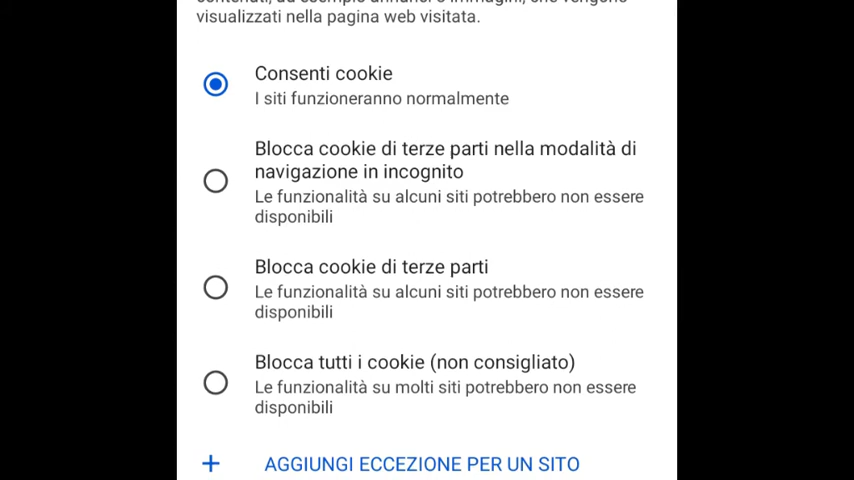 visualizzati nella pagina web visitata.
Consenti cookie
I siti funzioneranno normalmente
Blocca cookie di terze parti nella modalità di
navigazione in incognito
Le funzionalità su alcuni siti potrebbero non essere
disponibili
Blocca cookie di terze parti
Le funzionalità su alcuni siti potrebbero non essere
disponibili
Blocca tutti i cookie (non consigliato)
Le funzionalità su molti siti potrebbero non essere
disponibili
+ AGGIUNGI ECCEZIONE PER UN SITO